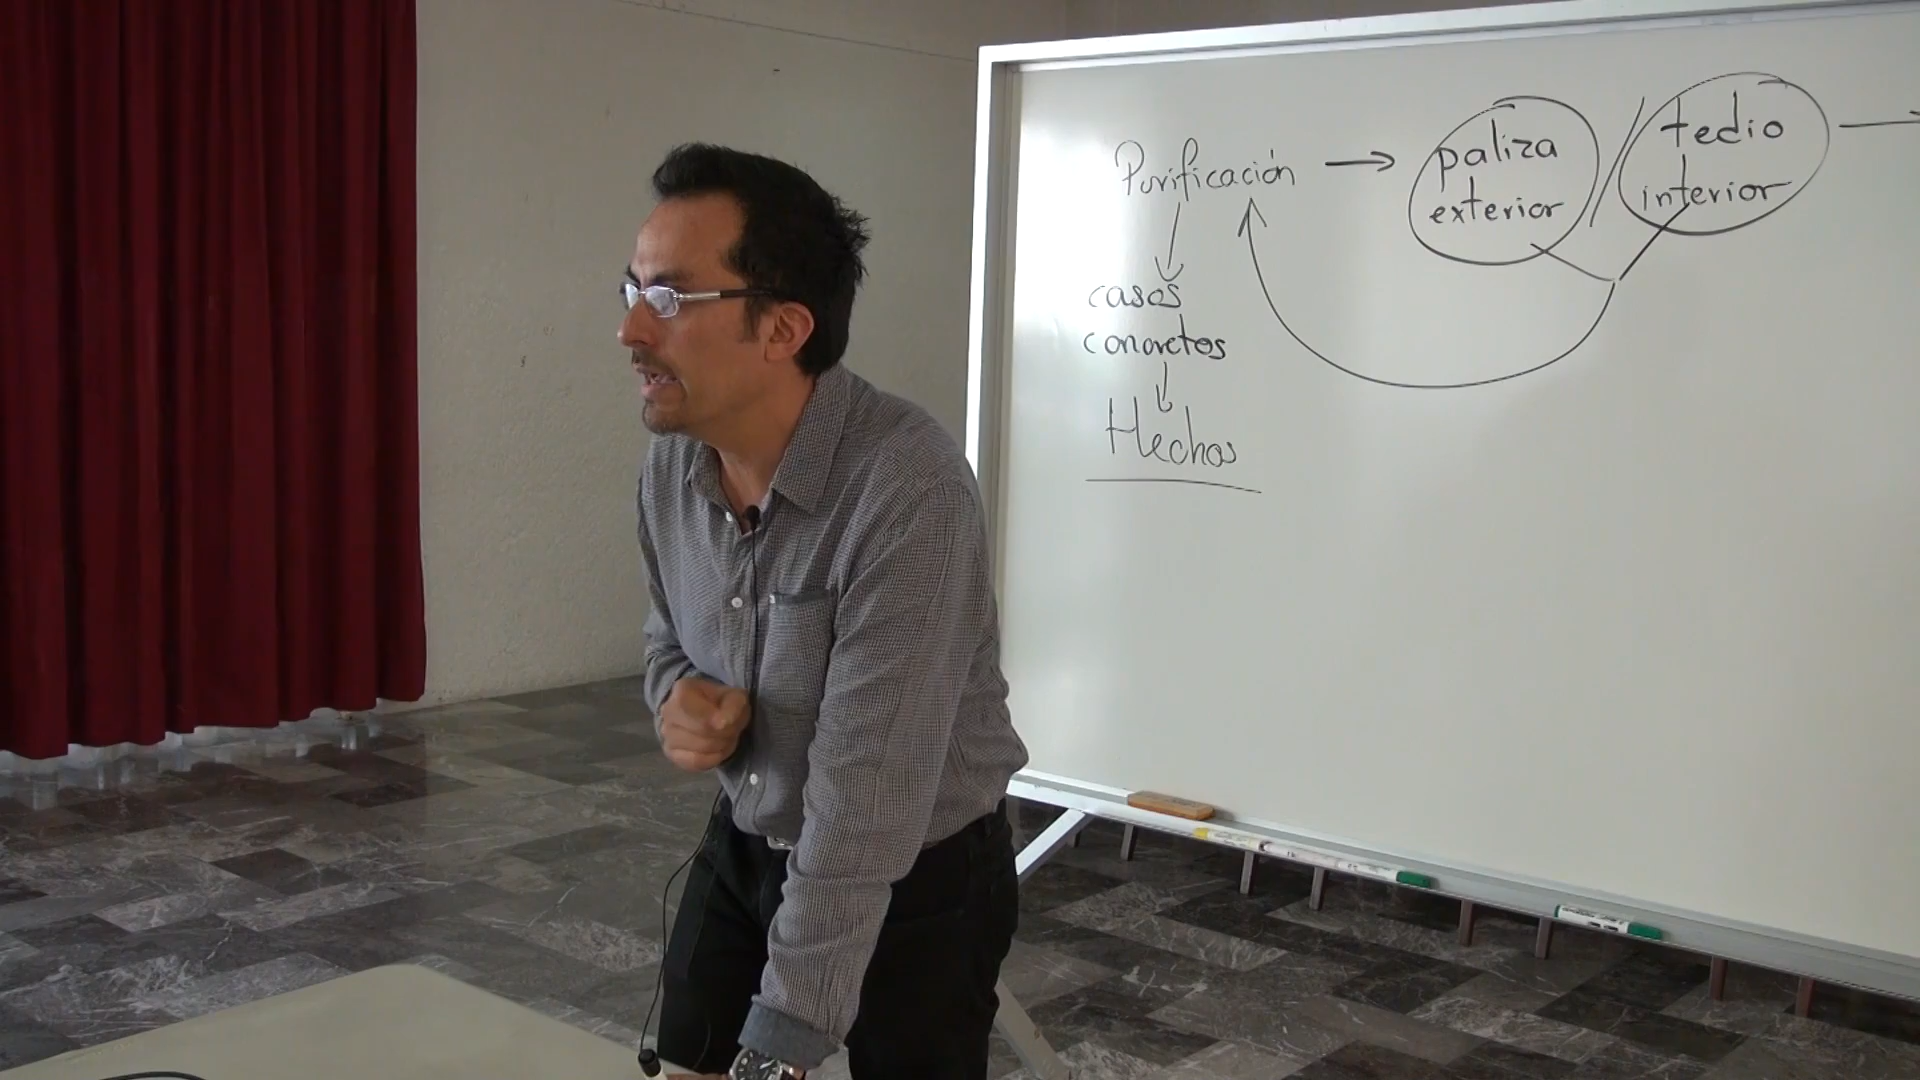 Purificación → paliza exterior / tedio interior →
casos
concretos
↓
Hechos